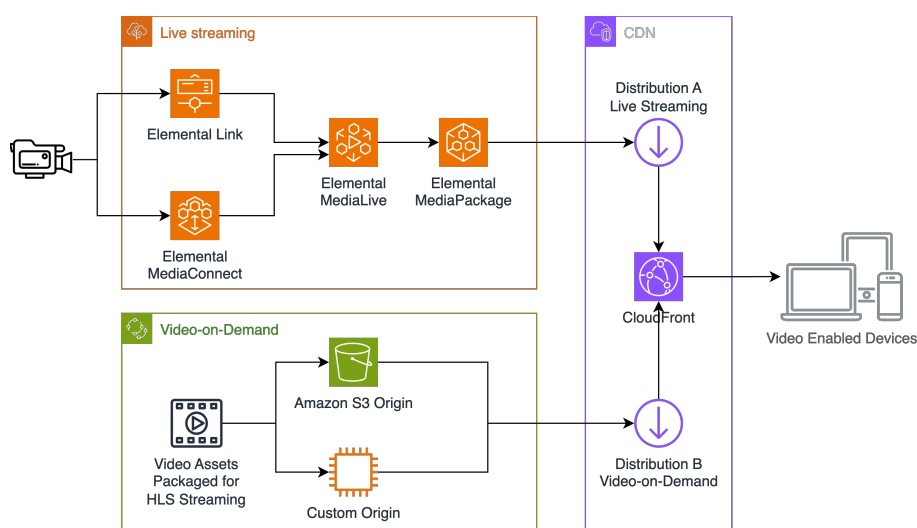 Live streaming
CDN
Elemental Link
Elemental
MediaConnect
Elemental
MediaLive
Elemental
MediaPackage
Distribution A
Live Streaming
CloudFront
Video Enabled Devices
Video-on-Demand
Video Assets
Packaged for
HLS Streaming
Amazon S3 Origin
Custom Origin
Distribution B
Video-on-Demand